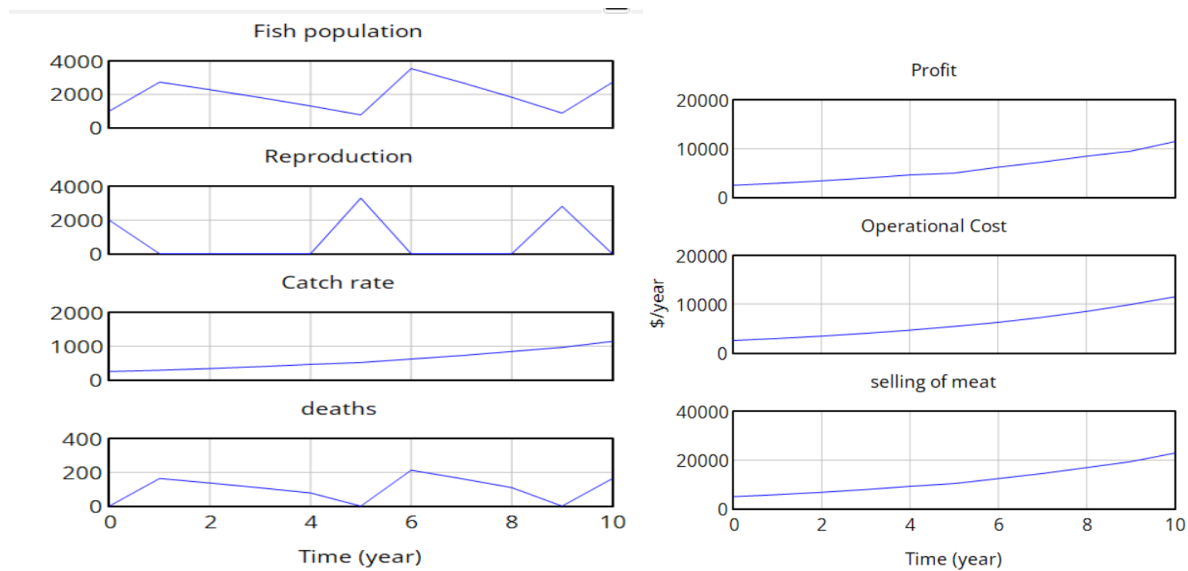 Fish population
4000
2000
0
Reproduction
4000
2000
0
Catch rate
2000
1000
0
deaths
400
200
0
0 2 4 6 8 10
Time (year)
Profit
20000
10000
0
Operational Cost
20000
10000
0
$/year
selling of meat
40000
20000
0
0 2 4 6 8 10
Time (year)